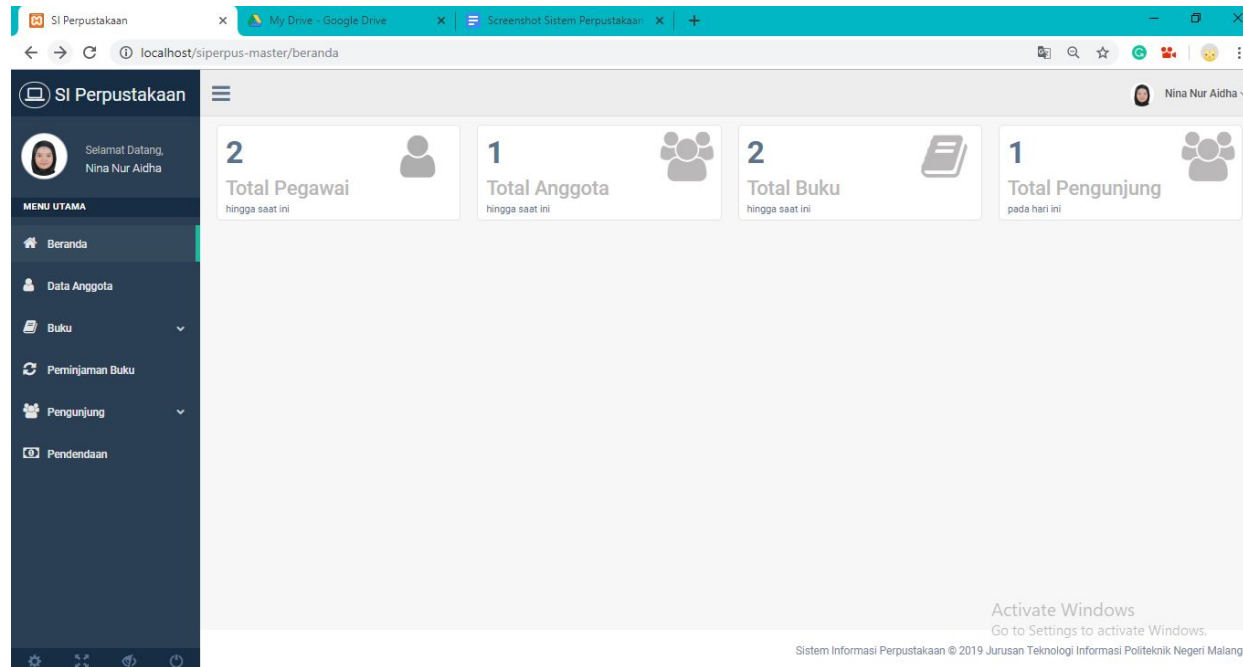 SI Perpustakaan
My Drive - Google Drive
Screenshot Sistem Perpustakaan
localhost/siperpus-master/beranda
SI Perpustakaan
Nina Nur Aidha
Selamat Datang,
Nina Nur Aidha
MENU UTAMA
Beranda
Data Anggota
Buku
Peminjaman Buku
Pengunjung
Pendendaan
2
Total Pegawai
hingga saat ini
1
Total Anggota
hingga saat ini
2
Total Buku
hingga saat ini
1
Total Pengunjung
pada hari ini
Activate Windows
Go to Settings to activate Windows.
Sistem Informasi Perpustakaan © 2019 Jurusan Teknologi Informasi Politeknik Negeri Malang